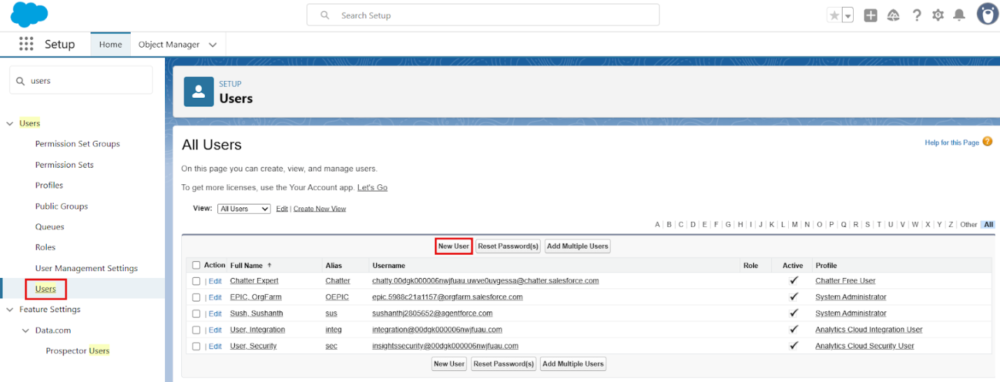 Search Setup
Setup Home Object Manager
users
Users
Permission Set Groups
Permission Sets
Profiles
Public Groups
Queues
Roles
User Management Settings
Users
Feature Settings
Data.com
Prospector Users
SETUP
Users
All Users
Help for this Page ?
On this page you can create, view, and manage users.
To get more licenses, use the Your Account app. Let's Go
View: All Users Edit | Create New View
A | B | C | D | E | F | G | H | I | J | K | L | M | N | O | P | Q | R | S | T | U | V | W | X | Y | Z | Other All
New User Reset Password(s) Add Multiple Users
Action Full Name ↑ Alias Username Role Active Profile
| Edit Chatter Expert Chatter chatty.00dgk000006nwjfuau.uwve0uvgessa@chatter.salesforce.com ✓ Chatter Free User
| Edit EPIC, OrgFarm OEPIC epic.5988c21a1157@orgfarm.salesforce.com ✓ System Administrator
| Edit Sush, Sushanth sus sushanthj2805652@agentforce.com ✓ System Administrator
| Edit User, Integration integ integration@00dgk000006nwjfuau.com ✓ Analytics Cloud Integration User
| Edit User, Security sec insightssecurity@00dgk000006nwjfuau.com ✓ Analytics Cloud Security User
New User Reset Password(s) Add Multiple Users